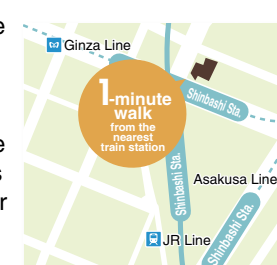 e
Ginza Line
1-minute
walk
from the
nearest
train station
Shinbashi Sta.
e
s
r
Shinbashi Sta.
Asakusa Line
JR Line
Shinbashi Sta.